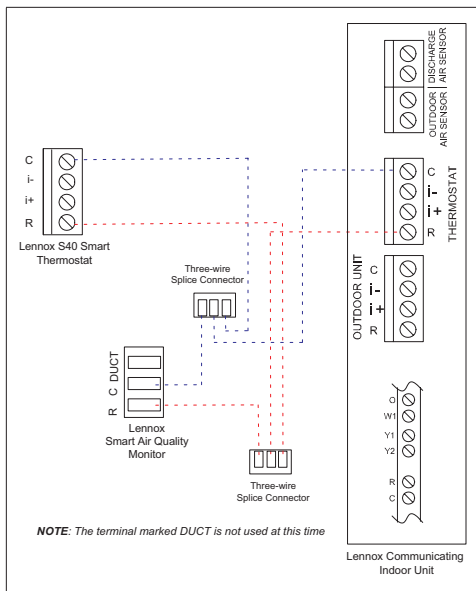 DISCHARGE
AIR SENSOR
OUTDOOR
AIR SENSOR
C
i-
i+
R
Lennox S40 Smart
Thermostat
C
i-
i+
R
THERMOSTAT
Three-wire
Splice Connector
OUTDOOR UNIT
C
i-
i+
R
DUCT
C
R
Lennox
Smart Air Quality
Monitor
O
W1
Y1
Y2
R
C
Three-wire
Splice Connector
NOTE: The terminal marked DUCT is not used at this time
Lennox Communicating
Indoor Unit